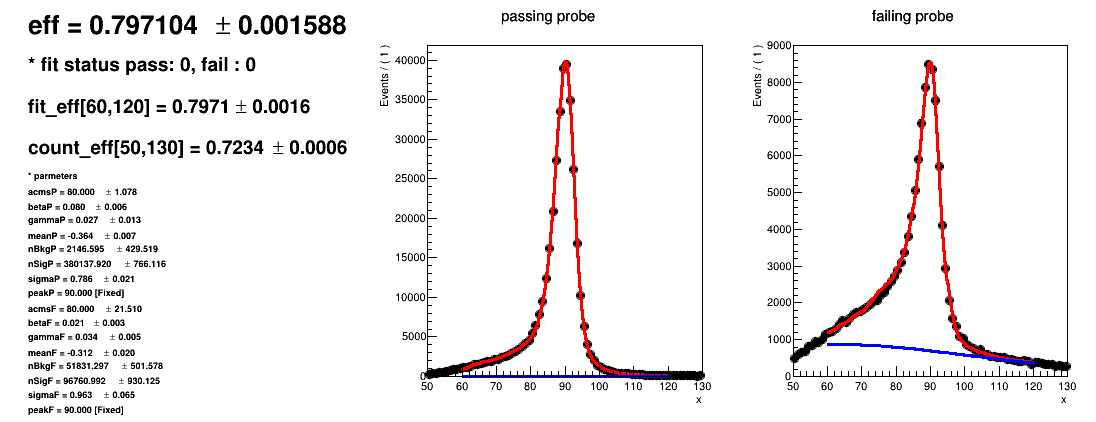 eff = 0.797104 ± 0.001588
* fit status pass: 0, fail : 0
fit_eff[60,120] = 0.7971 ± 0.0016
count_eff[50,130] = 0.7234 ± 0.0006
* parmeters
acmsP = 80.000 ± 1.078
betaP = 0.080 ± 0.006
gammaP = 0.027 ± 0.013
meanP = -0.364 ± 0.007
nBkgP = 2146.595 ± 429.519
nSigP = 380137.920 ± 766.116
sigmaP = 0.786 ± 0.021
peakP = 90.000 [Fixed]
acmsF = 80.000 ± 21.510
betaF = 0.021 ± 0.003
gammaF = 0.034 ± 0.005
meanF = -0.312 ± 0.020
nBkgF = 51831.297 ± 501.578
nSigF = 96760.992 ± 930.125
sigmaF = 0.963 ± 0.065
peakF = 90.000 [Fixed]
passing probe
Events / ( 1 )
40000
35000
30000
25000
20000
15000
10000
5000
0
50 60 70 80 90 100 110 120 130
x
failing probe
Events / ( 1 )
9000
8000
7000
6000
5000
4000
3000
2000
1000
0
50 60 70 80 90 100 110 120 130
x